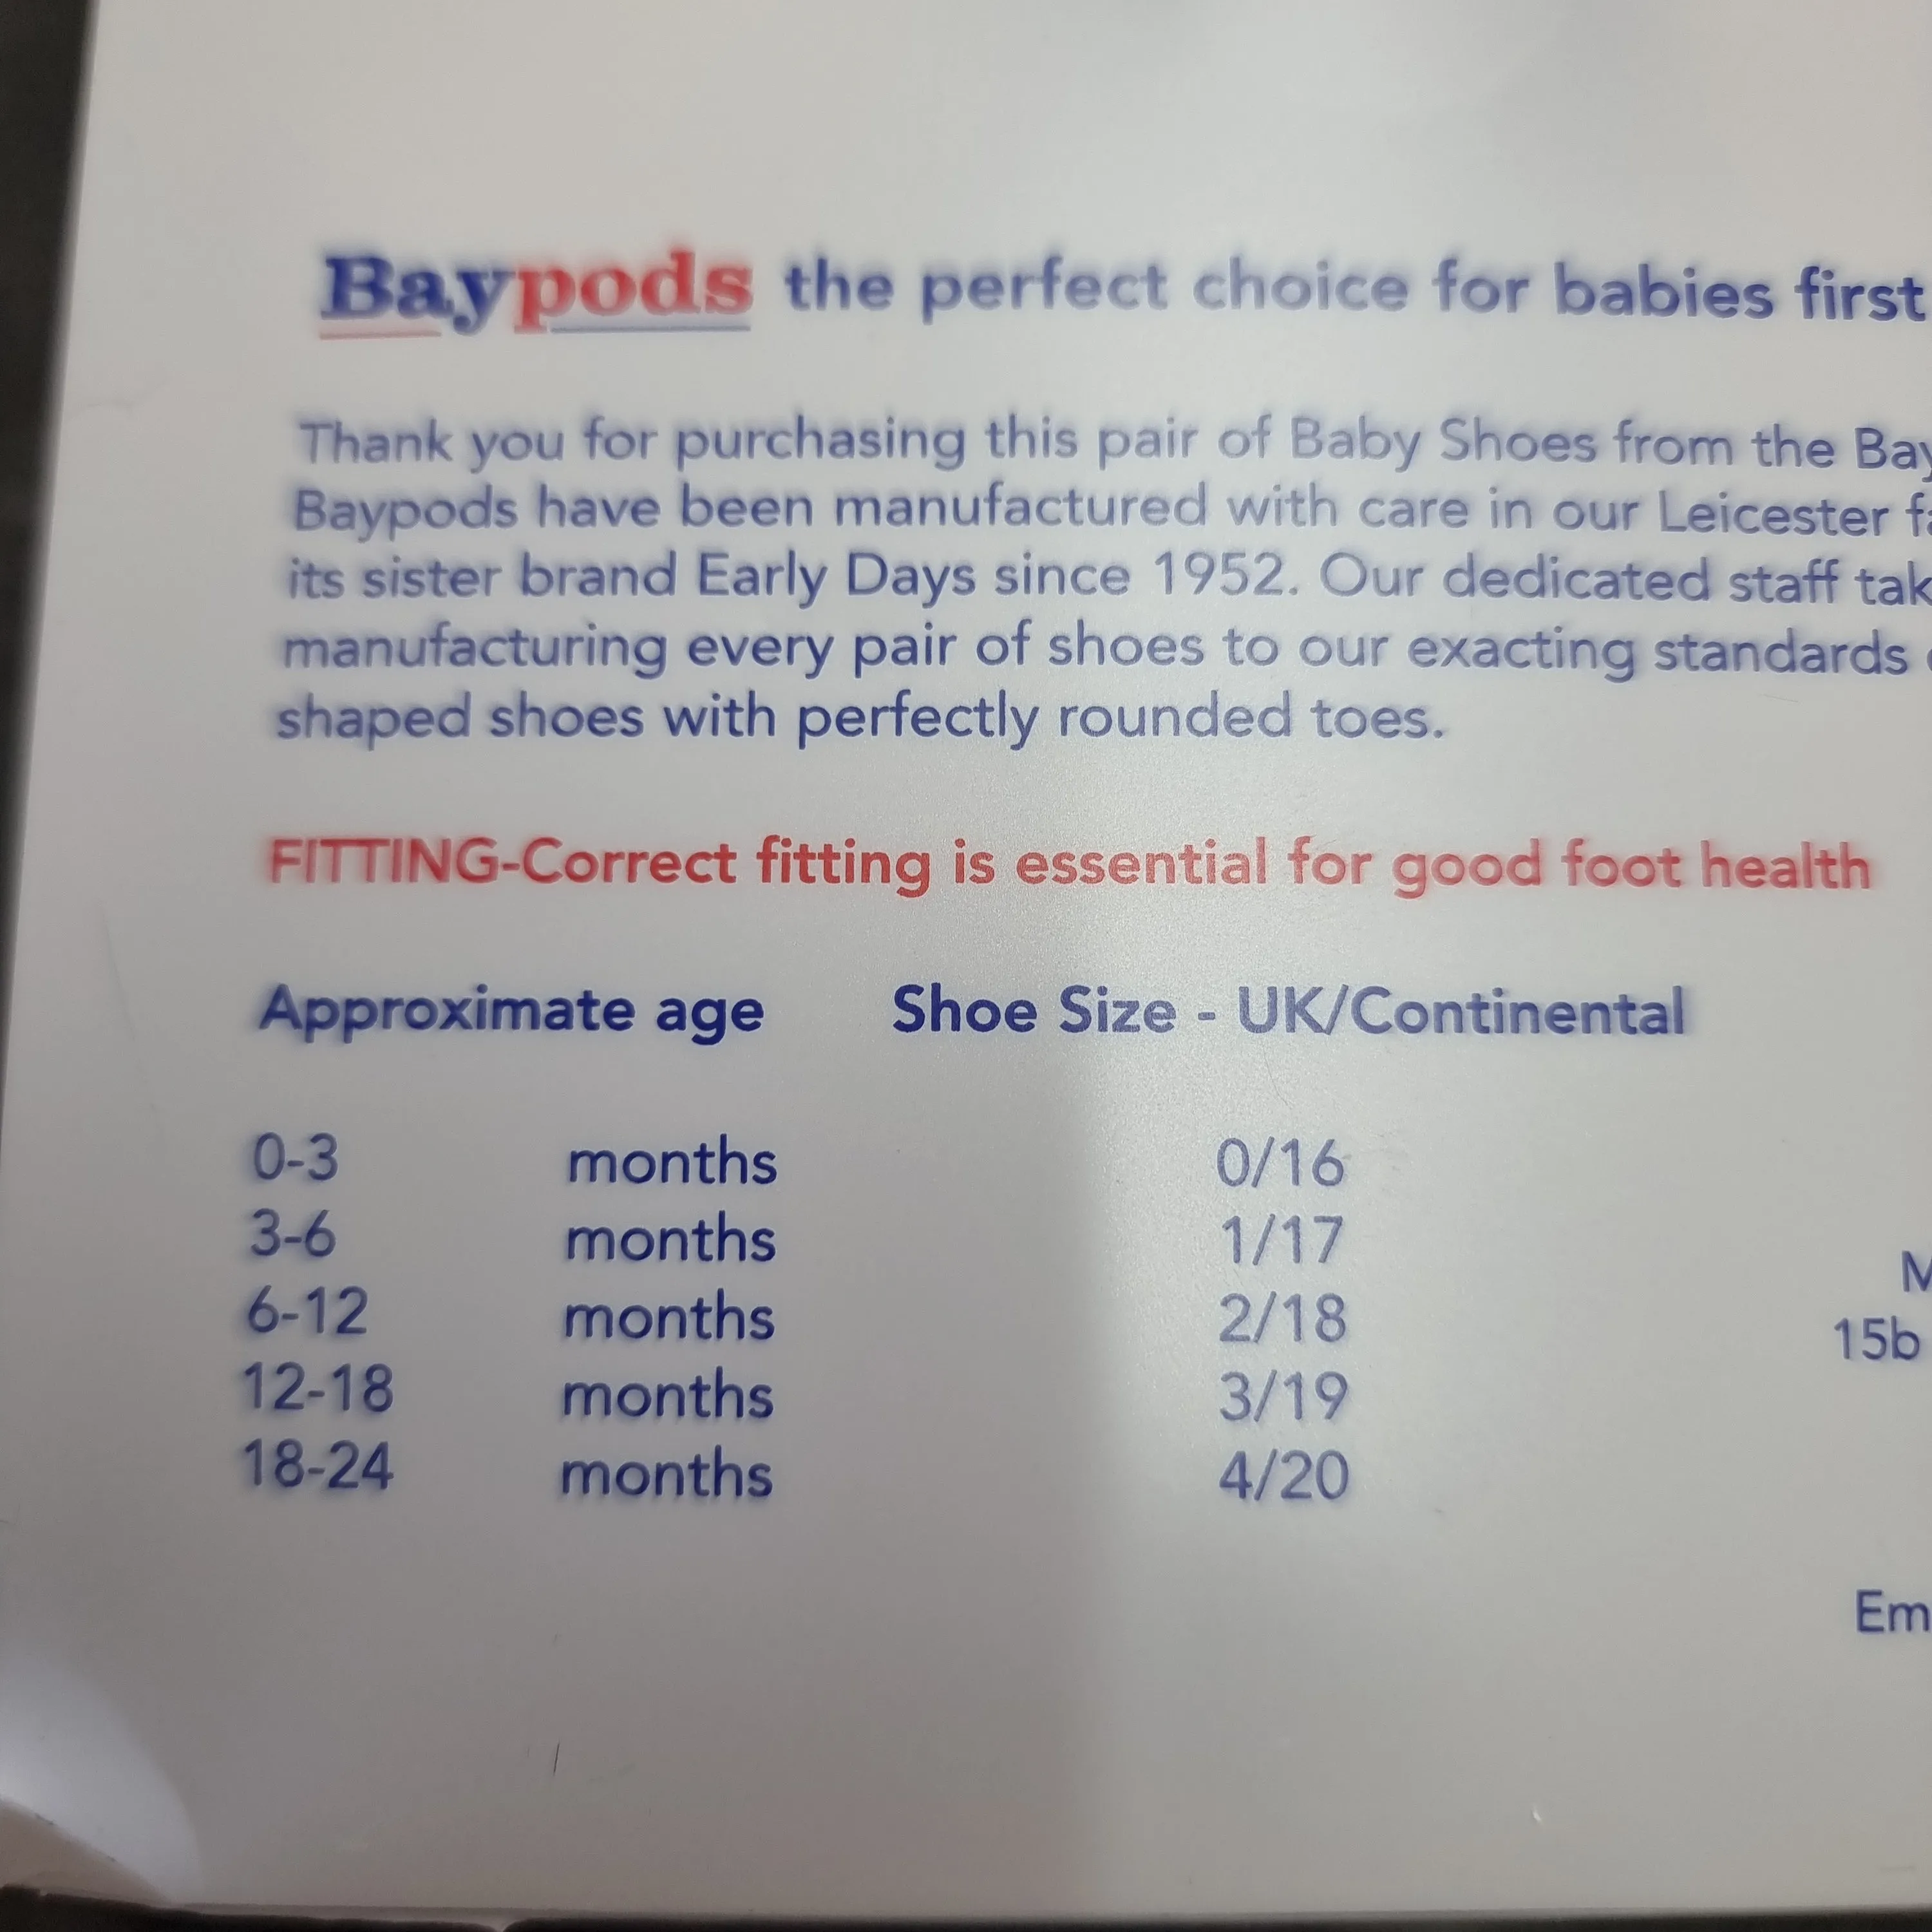 Baypods the perfect choice for babies first
Thank you for purchasing this pair of Baby Shoes from the Bay
Baypods have been manufactured with care in our Leicester fa
its sister brand Early Days since 1952. Our dedicated staff tak
manufacturing every pair of shoes to our exacting standards
shaped shoes with perfectly rounded toes.
FITTING-Correct fitting is essential for good foot health
Approximate age Shoe Size - UK/Continental
0-3 months 0/16
3-6 months 1/17
M
6-12 months 2/18
15b
12-18 months 3/19
18-24 months 4/20
Em